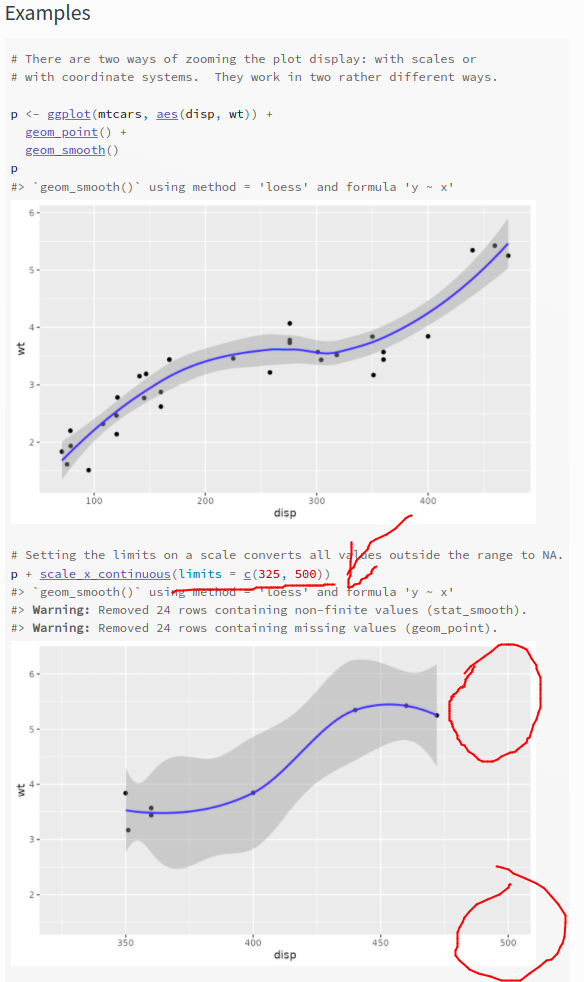 Examples
# There are two ways of zooming the plot display: with scales or
# with coordinate systems.  They work in two rather different ways.
p <- ggplot(mtcars, aes(disp, wt)) +
  geom_point() +
  geom_smooth()
p
#> `geom_smooth()` using method = 'loess' and formula 'y ~ x'
6
5
4
3
2
wt
100 200 300 400
disp
# Setting the limits on a scale converts all values outside the range to NA.
p + scale_x_continuous(limits = c(325, 500))
#> `geom_smooth()` using method = 'loess' and formula 'y ~ x'
#> Warning: Removed 24 rows containing non-finite values (stat_smooth).
#> Warning: Removed 24 rows containing missing values (geom_point).
6
5
4
3
2
wt
350 400 450 500
disp